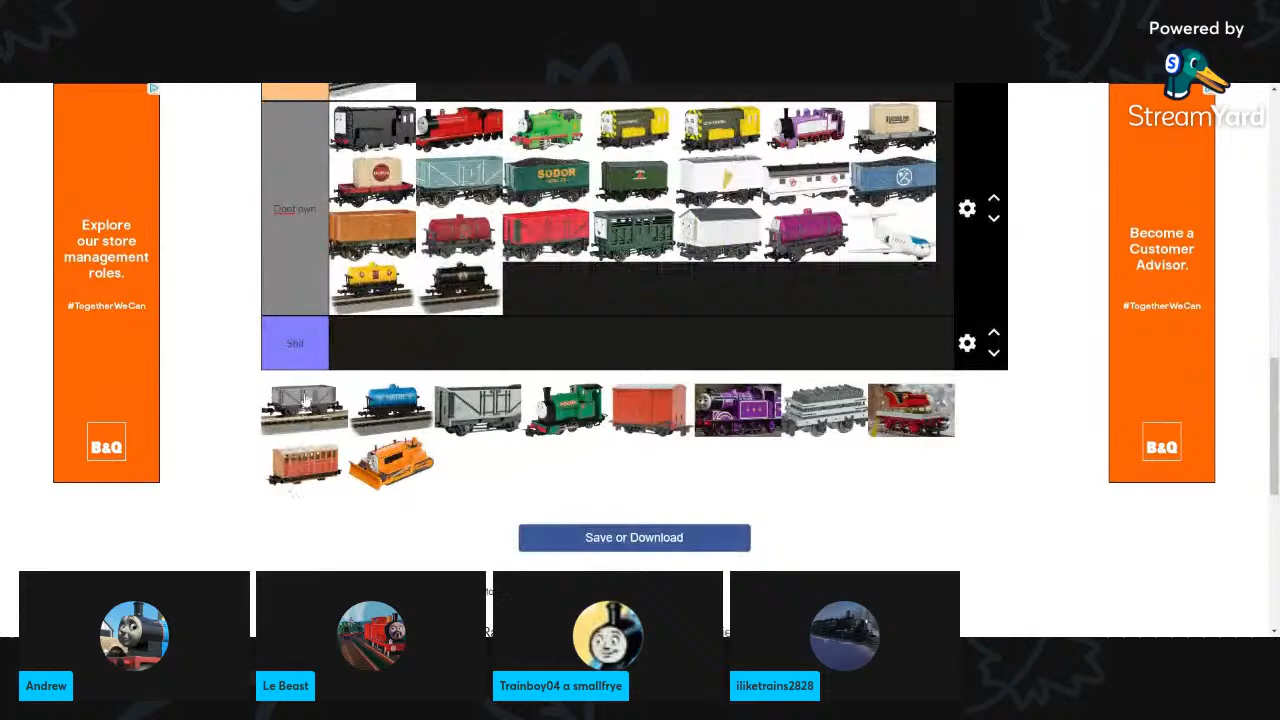 Powered by
StreamYard
Explore
our store
management
roles.
#TogetherWeCan
B&Q
Dontown
SODOR
Shit
Become a
Customer
Advisor.
#TogetherWeCan
B&Q
Save or Download
Andrew
Le Beast
Trainboy04 a smallfrye
iliketrains2828